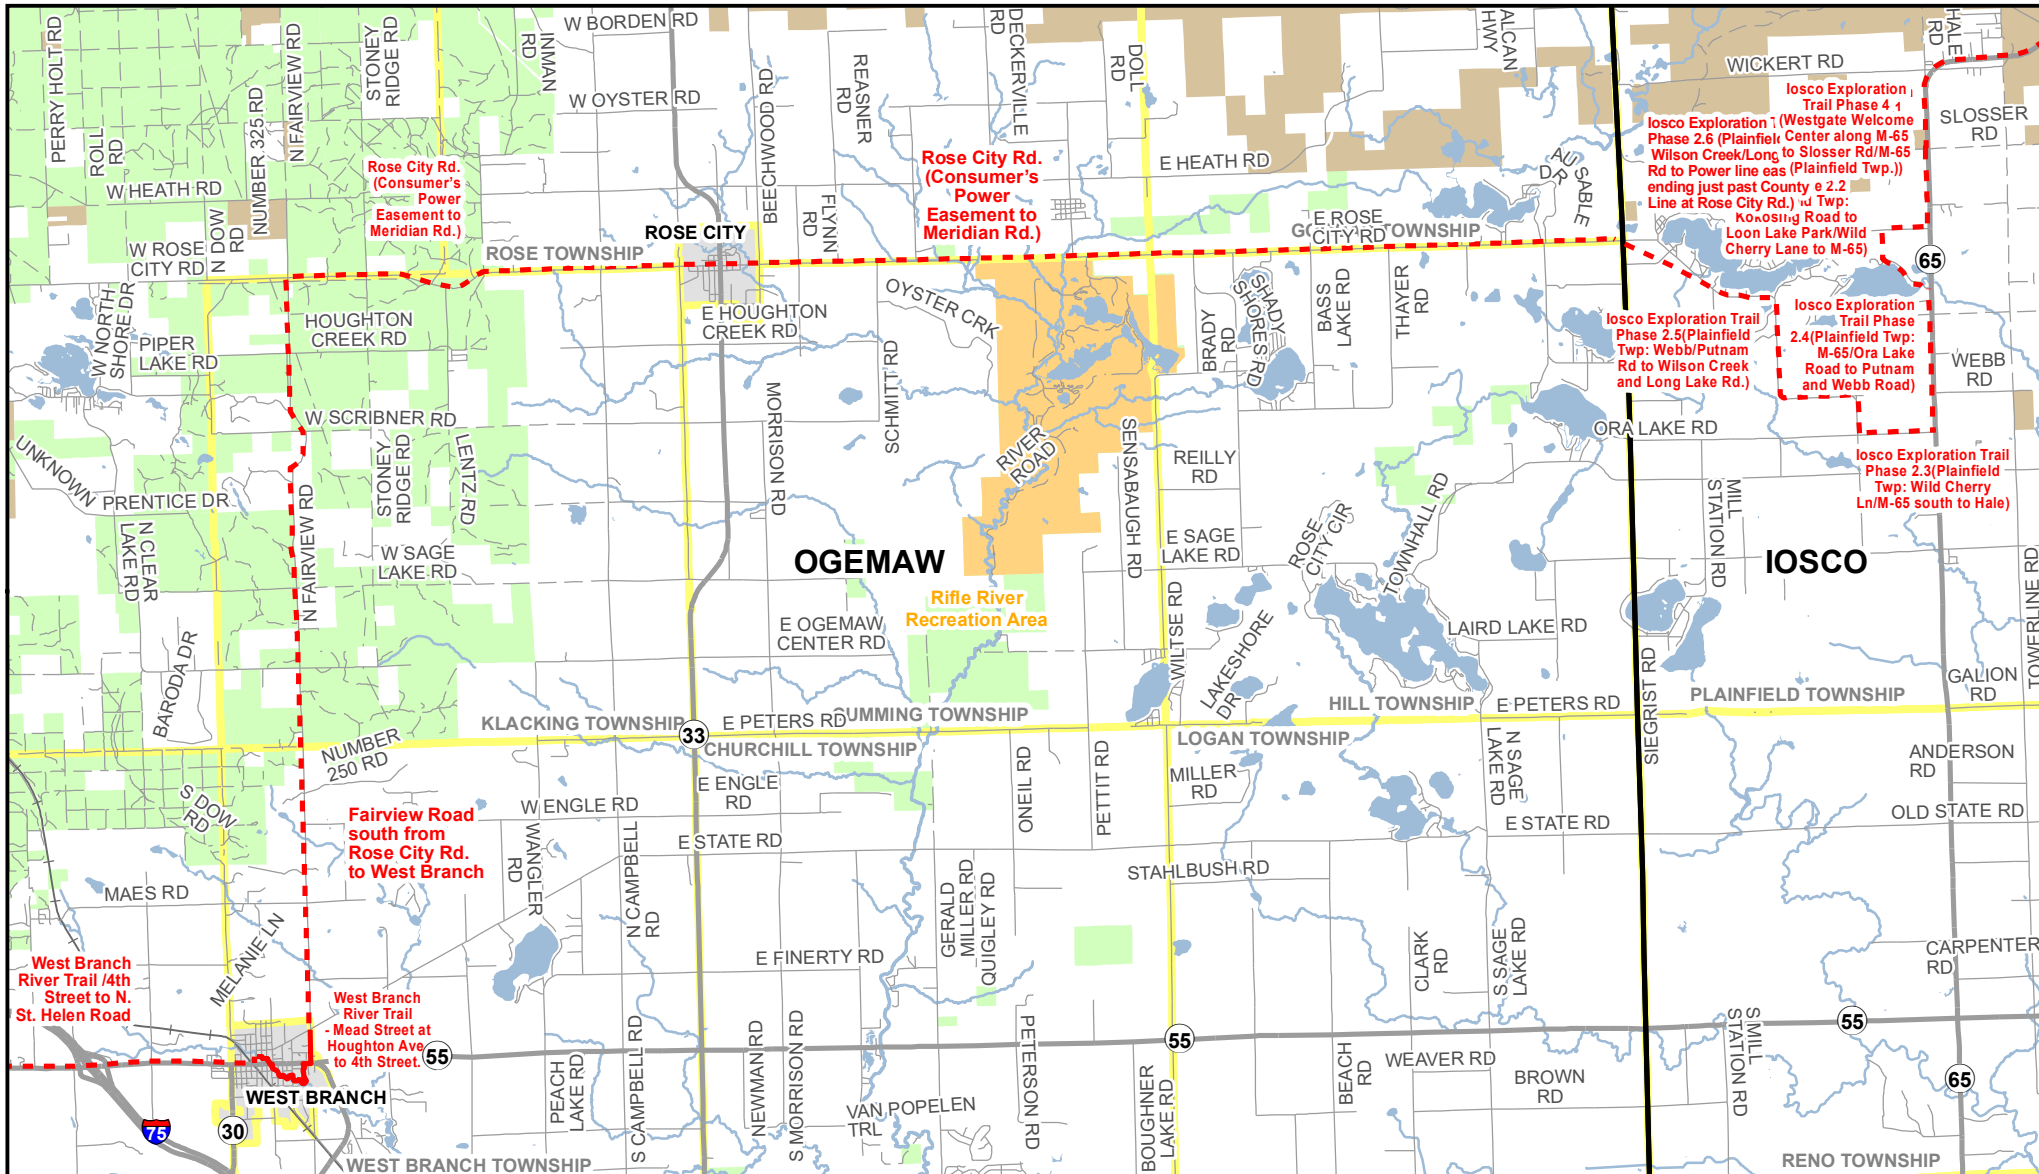 W BORDEN RD
PERRY HOLT RD
STONEY
RIDGE RD
INMAN
RD
N FAIRVIEW RD
DECKERVILLE
RD
DOLL
RD
ALCAN
HWY
HALE
RD
WICKERT RD
REASNER
RD
W OYSTER RD
BEECHWOOD RD
ROLL
RD
NUMBER 325 RD
Iosco Exploration
Trail Phase 4
(Westgate Welcome
Center along M-65
to Slosser Rd/M-65
(Plainfield Twp.))
Iosco Exploration
Phase 2.6 (Plainfield
Wilson Creek/Long
Rd to Power line
ending just past County
Line at Rose City Rd.)
SLOSSER
RD
W HEATH RD
Rose City Rd.
(Consumer's
Power
Easement to
Meridian Rd.)
Rose City Rd.
(Consumer's
Power
Easement to
Meridian Rd.)
E HEATH RD
AU SABLE
DR
e 2.2
Twp:
Kokosing Road to
Loon Lake Park/Wild
Cherry Lane to M-65)
N DOW
RD
W ROSE
CITY RD
ROSE TOWNSHIP
ROSE CITY
FLYNN
RD
E ROSE
CITY RD
TOWNSHIP
65
W NORTH
SHORE DR
PIPER
LAKE RD
HOUGHTON
CREEK RD
E HOUGHTON
CREEK RD
OYSTER CRK
SCHMITT RD
BRADY
RD
SHADY
SHORES RD
BASS
LAKE RD
THAYER
RD
Iosco Exploration Trail
Phase 2.5(Plainfield
Twp: Webb/Putnam
Rd to Wilson Creek
and Long Lake Rd.)
Iosco Exploration
Trail Phase
2.4(Plainfield Twp:
M-65/Ora Lake
Road to Putnam
and Webb Road)
WEBB
RD
W SCRIBNER RD
MORRISON RD
ORA LAKE RD
UNKNOWN
PRENTICE DR
STONEY
RIDGE RD
LENTZ RD
RIVER
ROAD
SENSABAUGH RD
REILLY
RD
Iosco Exploration Trail
Phase 2.3(Plainfield
Twp: Wild Cherry
Ln/M-65 south to Hale)
N CLEAR
LAKE RD
N FAIRVIEW RD
W SAGE
LAKE RD
OGEMAW
E SAGE
LAKE RD
ROSE
CITY CIR
TOWNHALL RD
MILL
STATION RD
IOSCO
Rifle River
Recreation Area
E OGEMAW
CENTER RD
BARODA DR
WILTSE RD
LAKESHORE
DR
LAIRD LAKE RD
SIEGRIST RD
TOWERLINE RD
GALION
RD
KLACKING TOWNSHIP
33
E PETERS RD
CUMMING TOWNSHIP
HILL TOWNSHIP
E PETERS RD
PLAINFIELD TOWNSHIP
NUMBER
250 RD
CHURCHILL TOWNSHIP
LOGAN TOWNSHIP
ANDERSON
RD
S DOW
RD
W ENGLE RD
E ENGLE
RD
ONEIL RD
PETTIT RD
MILLER
RD
N SAGE
LAKE RD
Fairview Road
south from
Rose City Rd.
to West Branch
WANGLER
RD
N CAMPBELL
RD
E STATE RD
E STATE RD
OLD STATE RD
MAES RD
GERALD
MILLER RD
QUIGLEY RD
STAHLBUSH RD
MELANIE LN
E FINERTY RD
CLARK
RD
S SAGE
LAKE RD
CARPENTER
RD
West Branch
River Trail /4th
Street to N.
St. Helen Road
West Branch
River Trail
- Mead Street at
Houghton Ave
to 4th Street.
55
55
55
WEST BRANCH
PEACH
LAKE RD
S CAMPBELL RD
NEWMAN RD
S MORRISON RD
PETERSON RD
BOUGHNER
LAKE RD
BEACH
RD
WEAVER RD
BROWN
RD
S MILL
STATION RD
65
75
30
VAN POPELEN
TRL
WEST BRANCH TOWNSHIP
RENO TOWNSHIP